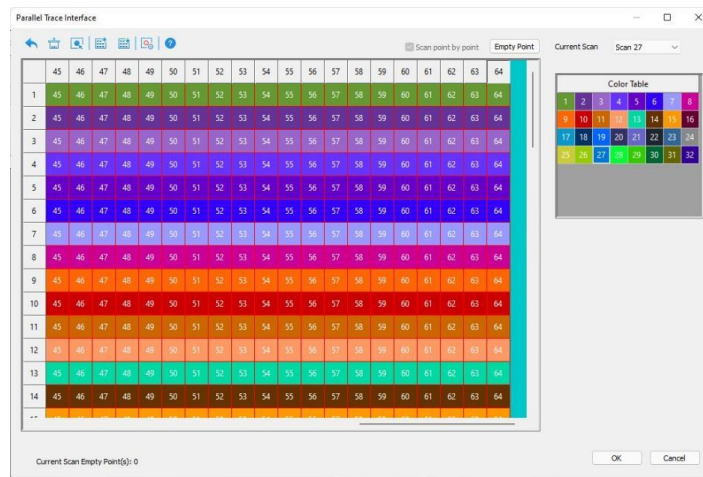 Parallel Trace Interface
Scan point by point Empty Point Current Scan Scan 27
45 46 47 48 49 50 51 52 53 54 55 56 57 58 59 60 61 62 63 64
Color Table
1 2 3 4 5 6 7 8
9 10 11 12 13 14 15 16
17 18 19 20 21 22 23 24
25 26 27 28 29 30 31 32
1 45 46 47 48 49 50 51 52 53 54 55 56 57 58 59 60 61 62 63 64
2 45 46 47 48 49 50 51 52 53 54 55 56 57 58 59 60 61 62 63 64
3 45 46 47 48 49 50 51 52 53 54 55 56 57 58 59 60 61 62 63 64
4 45 46 47 48 49 50 51 52 53 54 55 56 57 58 59 60 61 62 63 64
5 45 46 47 48 49 50 51 52 53 54 55 56 57 58 59 60 61 62 63 64
6 45 46 47 48 49 50 51 52 53 54 55 56 57 58 59 60 61 62 63 64
7 45 46 47 48 49 50 51 52 53 54 55 56 57 58 59 60 61 62 63 64
8 45 46 47 48 49 50 51 52 53 54 55 56 57 58 59 60 61 62 63 64
9 45 46 47 48 49 50 51 52 53 54 55 56 57 58 59 60 61 62 63 64
10 45 46 47 48 49 50 51 52 53 54 55 56 57 58 59 60 61 62 63 64
11 45 46 47 48 49 50 51 52 53 54 55 56 57 58 59 60 61 62 63 64
12 45 46 47 48 49 50 51 52 53 54 55 56 57 58 59 60 61 62 63 64
13 45 46 47 48 49 50 51 52 53 54 55 56 57 58 59 60 61 62 63 64
14 45 46 47 48 49 50 51 52 53 54 55 56 57 58 59 60 61 62 63 64
Current Scan Empty Point(s): 0
OK Cancel